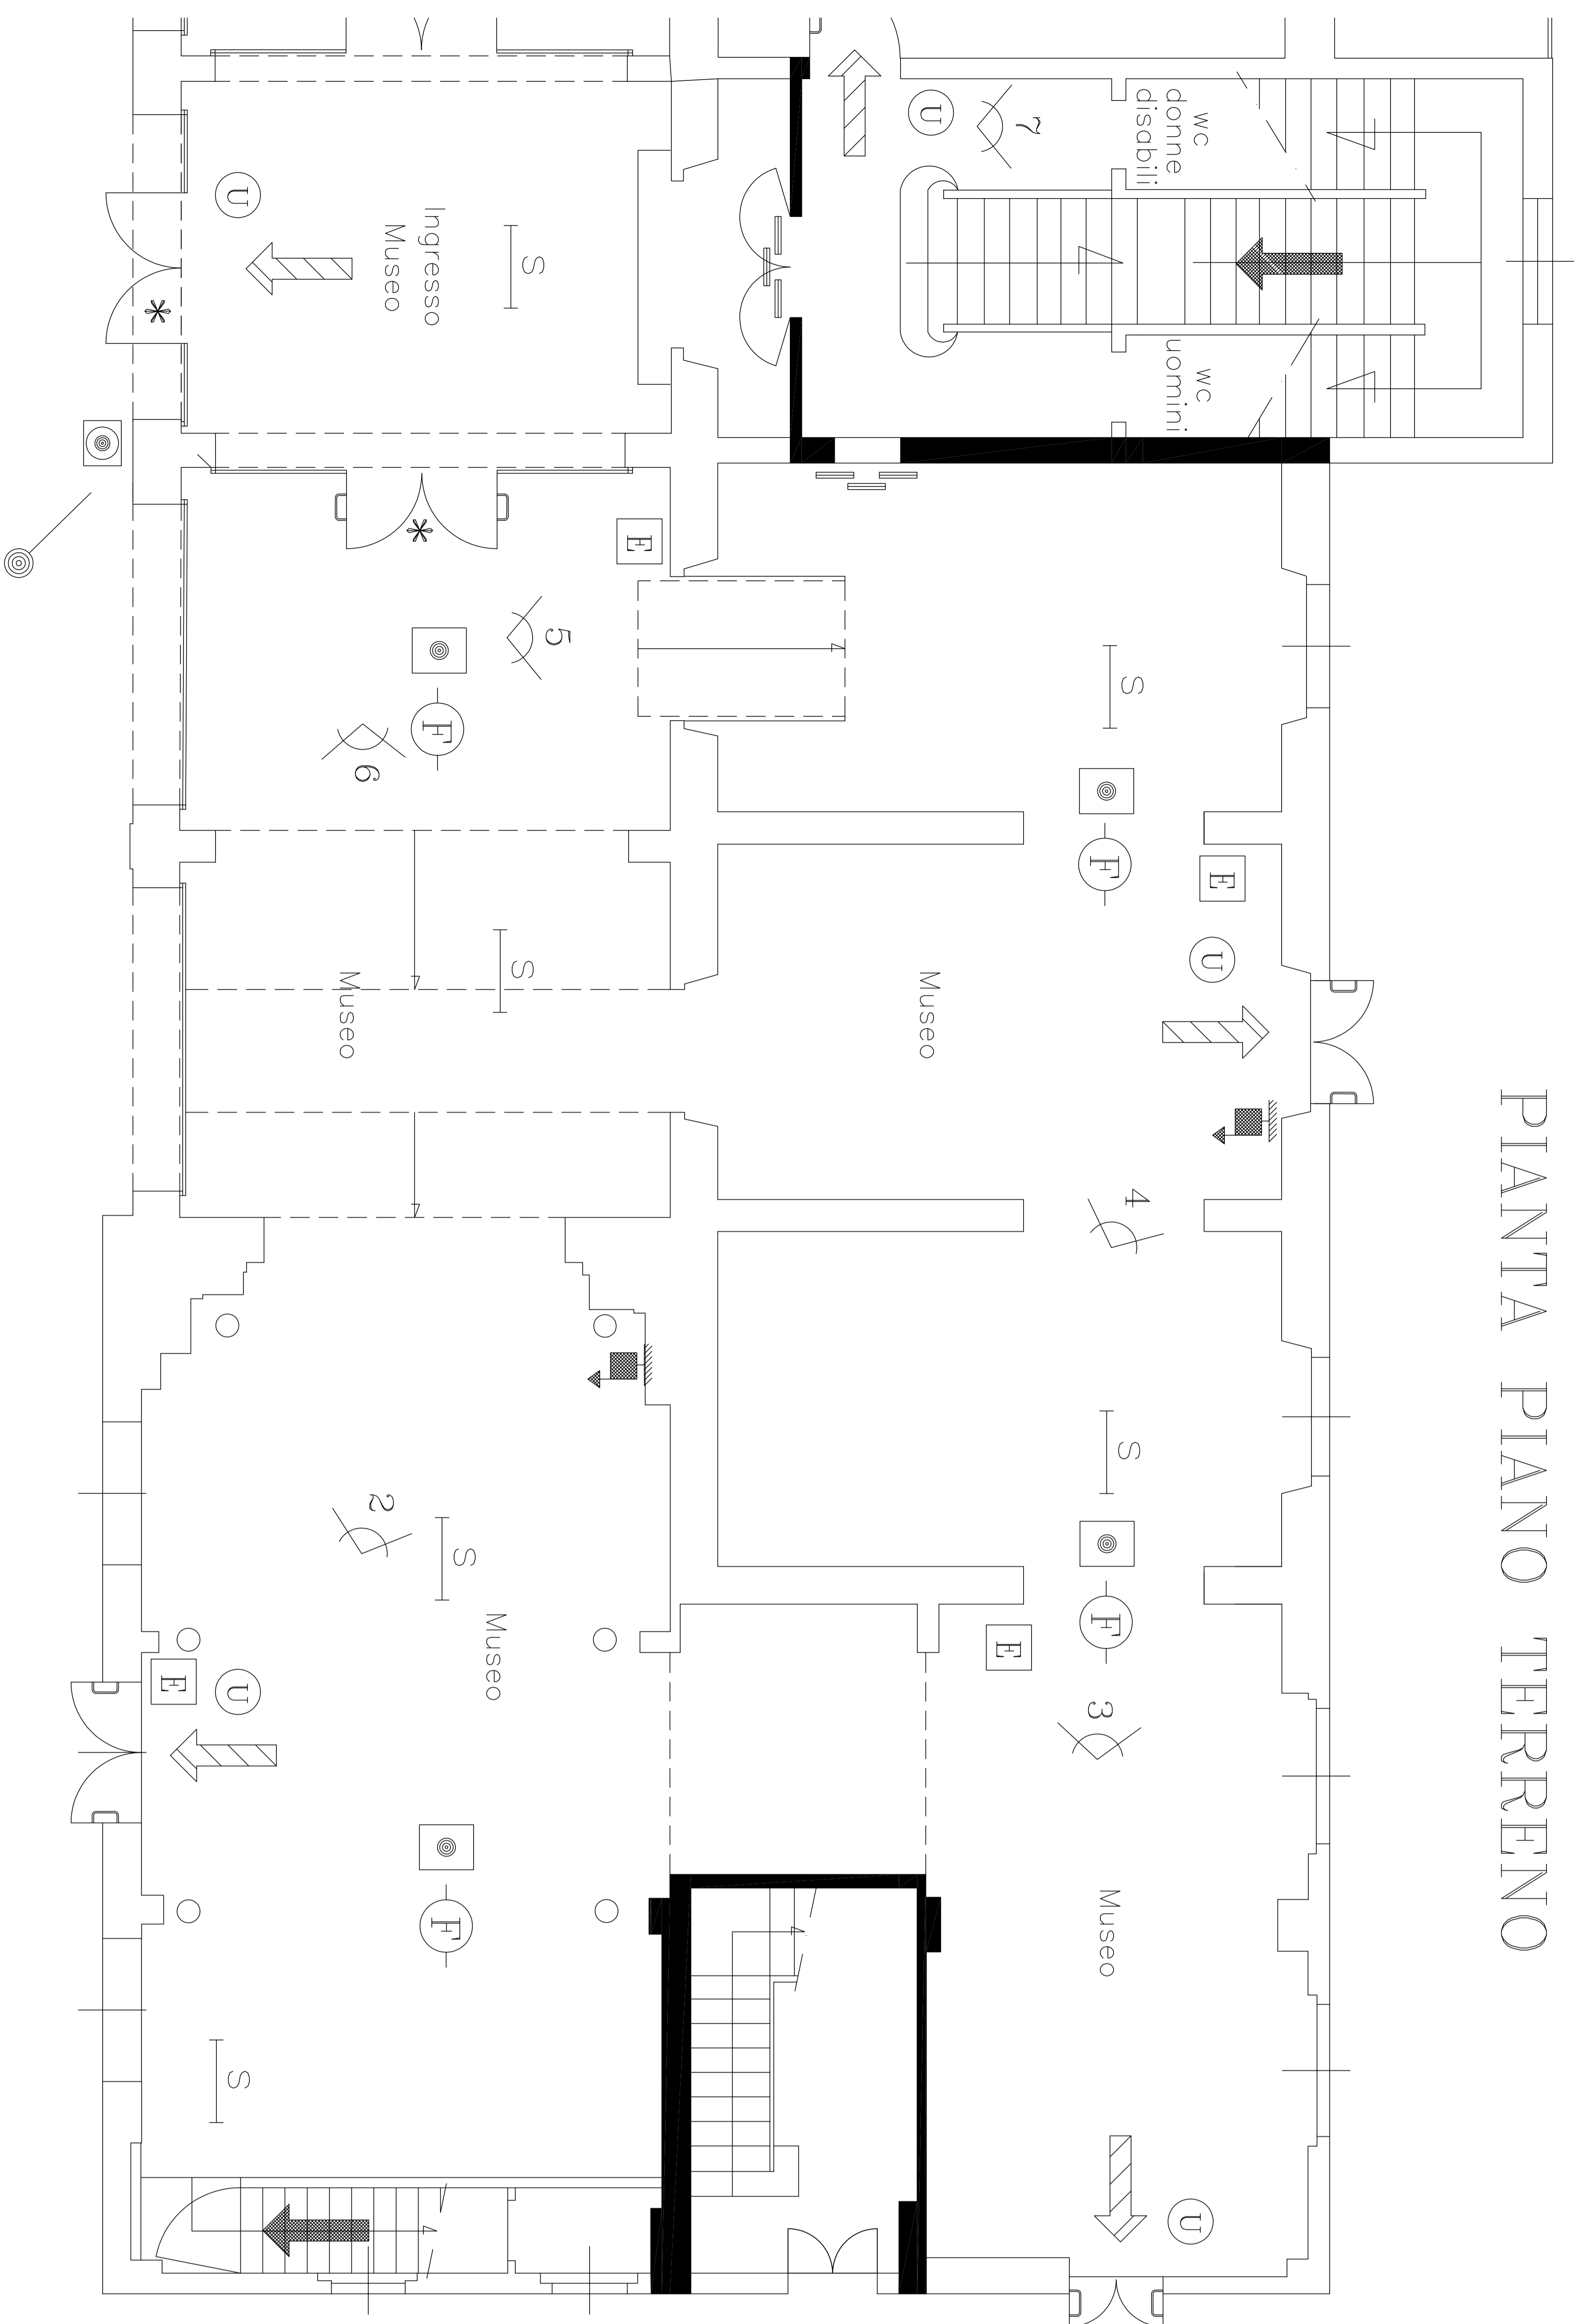 PIANTA PIANO TERRENO
wc
donne
disabili
wc
uomini
E
U
U
S
4
S
F
F
3
Museo
7
E
U
Museo
E
5
S
S
Museo
S
F
F
Ingresso
Museo
*
6
2
Museo
U
U
S
E
*